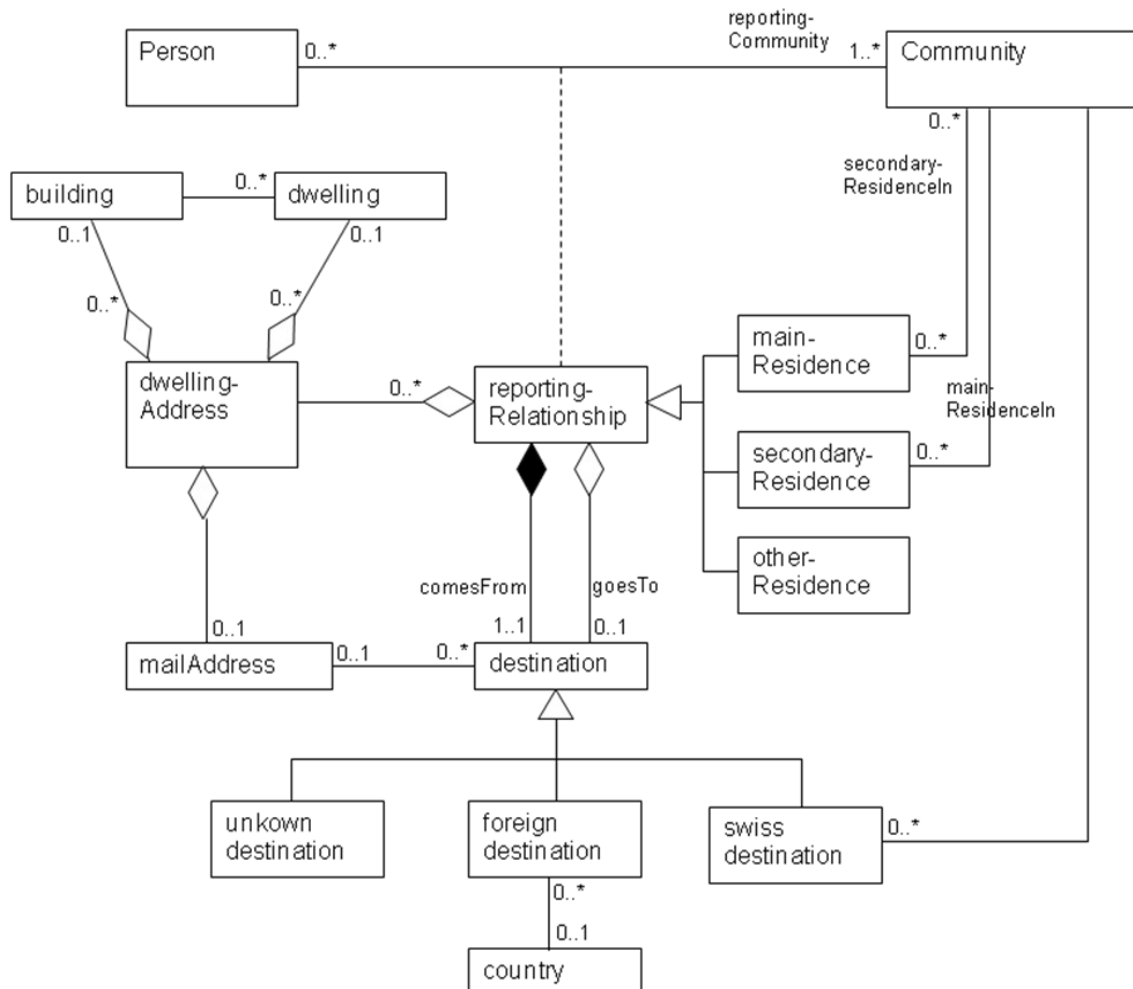 reporting-
Community
Person
0..*
1..*
Community
0..*
secondary-
ResidenceIn
building
0..*
dwelling
0..1
0..1
0..*
0..*
main-
Residence
0..*
dwelling-
Address
0..*
reporting-
Relationship
main-
ResidenceIn
secondary-
Residence
0..*
other-
Residence
comesFrom
goesTo
0..1
1..1
0..1
mailAddress
0..1
0..*
destination
unkown
destination
foreign
destination
swiss
destination
0..*
0..*
0..1
country